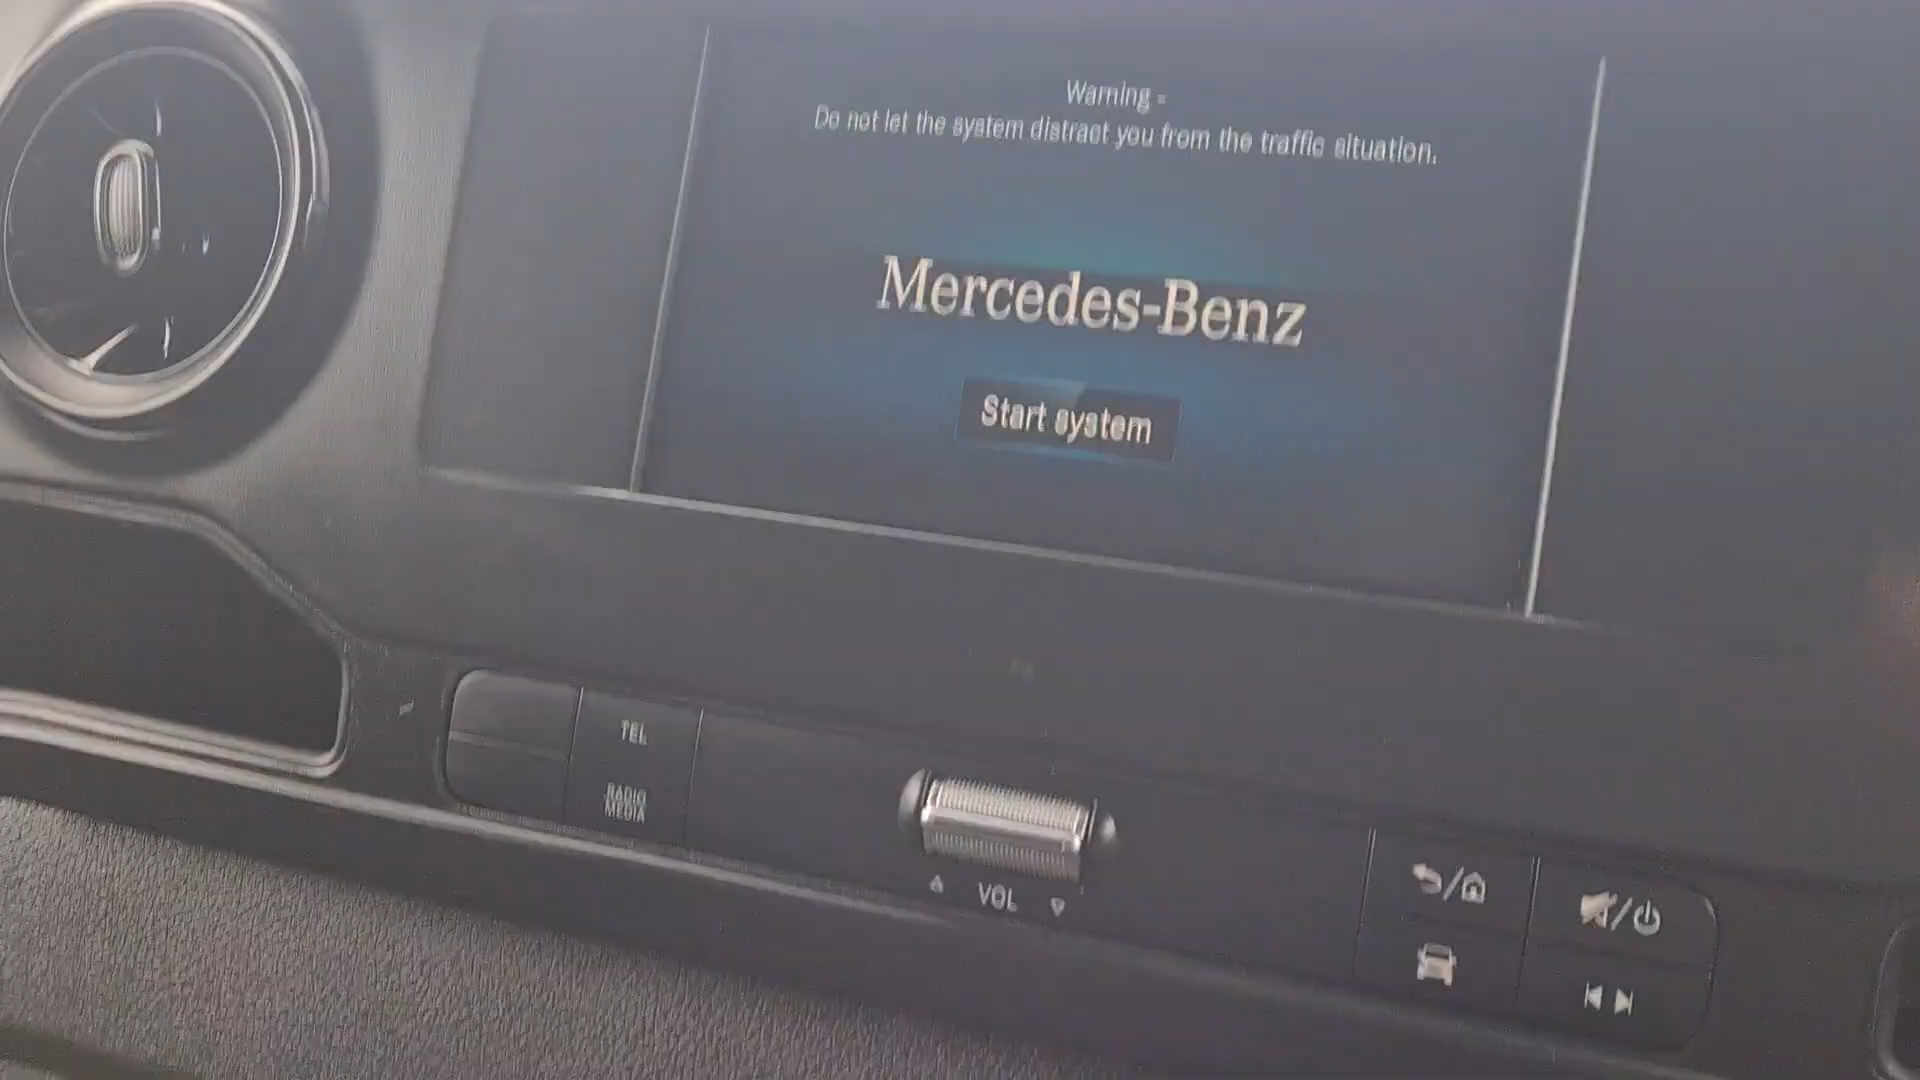 Warning
Do not let the system distract you from the traffic situation.
Mercedes-Benz
Start system
TEL
RADIO
MEDIA
VOL